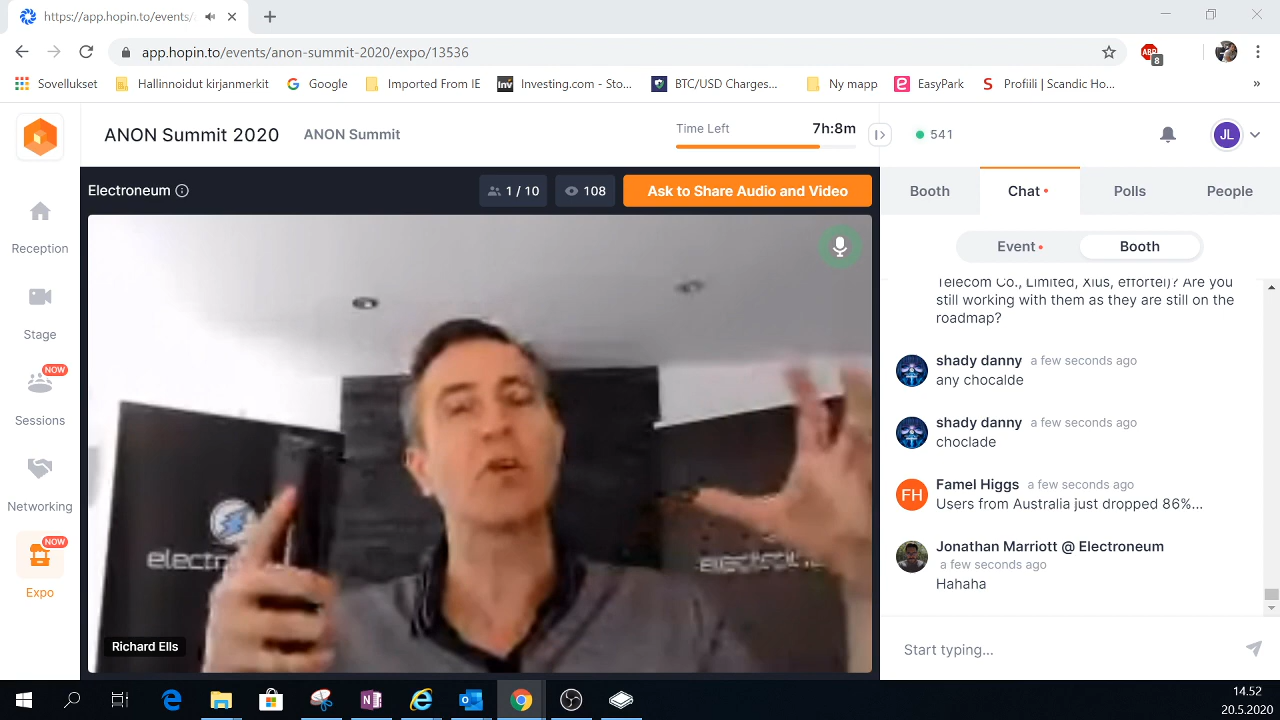 https://app.hopin.to/events/
app.hopin.to/events/anon-summit-2020/expo/13536
ABP
8
Sovellukset
Hallinnoidut kirjanmerkit
Google
Imported From IE
Inv
Investing.com - Sto...
BTC/USD Charges...
Ny mapp
EasyPark
Profiili | Scandic Ho...
»
ANON Summit 2020
ANON Summit
Time Left
7h:8m
541
JL
Electroneum
1 / 10
108
Ask to Share Audio and Video
Booth
Chat
Polls
People
Event
Booth
Reception
Stage
NOW
Sessions
Networking
NOW
Expo
Richard Ells
Telecom Co., Limited, Xius, effortel)? Are you
still working with them as they are still on the
roadmap?
shady danny a few seconds ago
any chocalde
shady danny a few seconds ago
choclade
FH
Famel Higgs a few seconds ago
Users from Australia just dropped 86%...
Jonathan Marriott @ Electroneum
a few seconds ago
Hahaha
Start typing...
14.52
20.5.2020